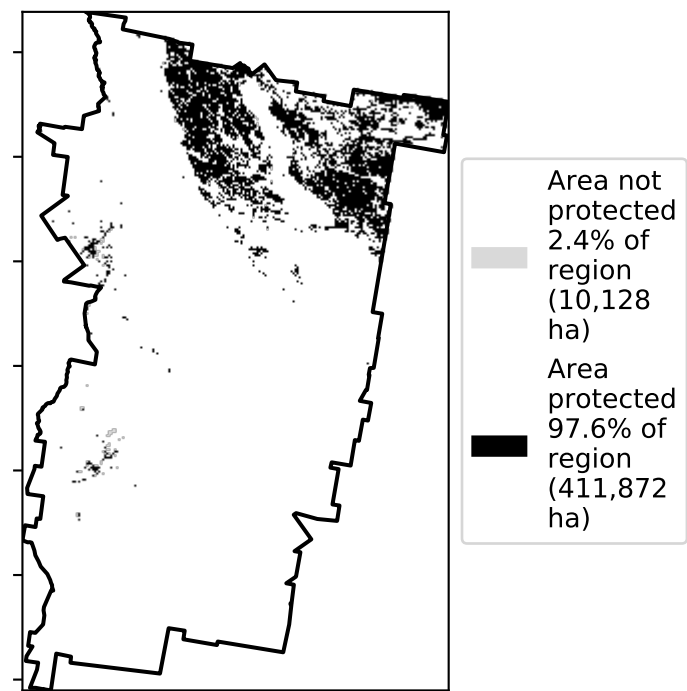 Area not
protected
2.4% of
region
(10,128
ha)
Area
protected
97.6% of
region
(411,872
ha)